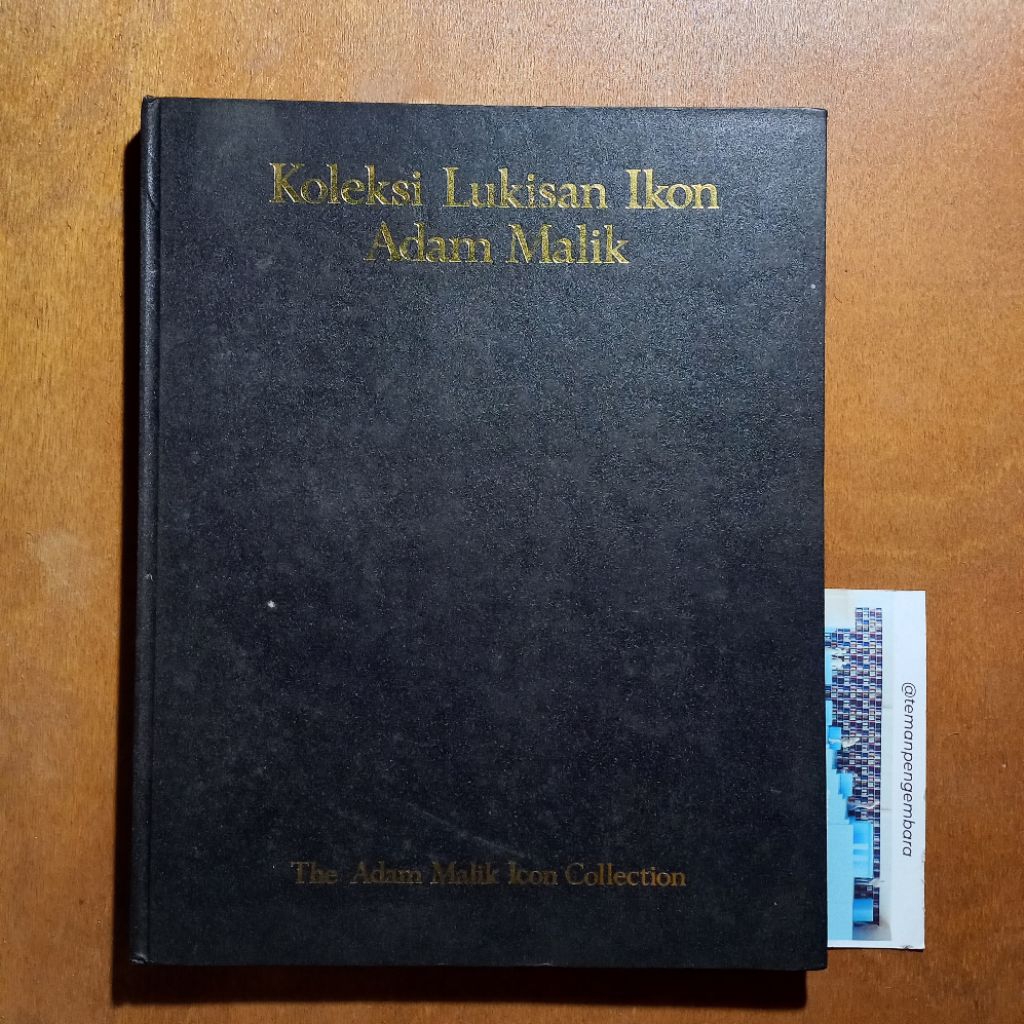 Koleksi Lukisan Ikon
Adam Malik
The Adam Malik Icon Collection
@temanpengembara